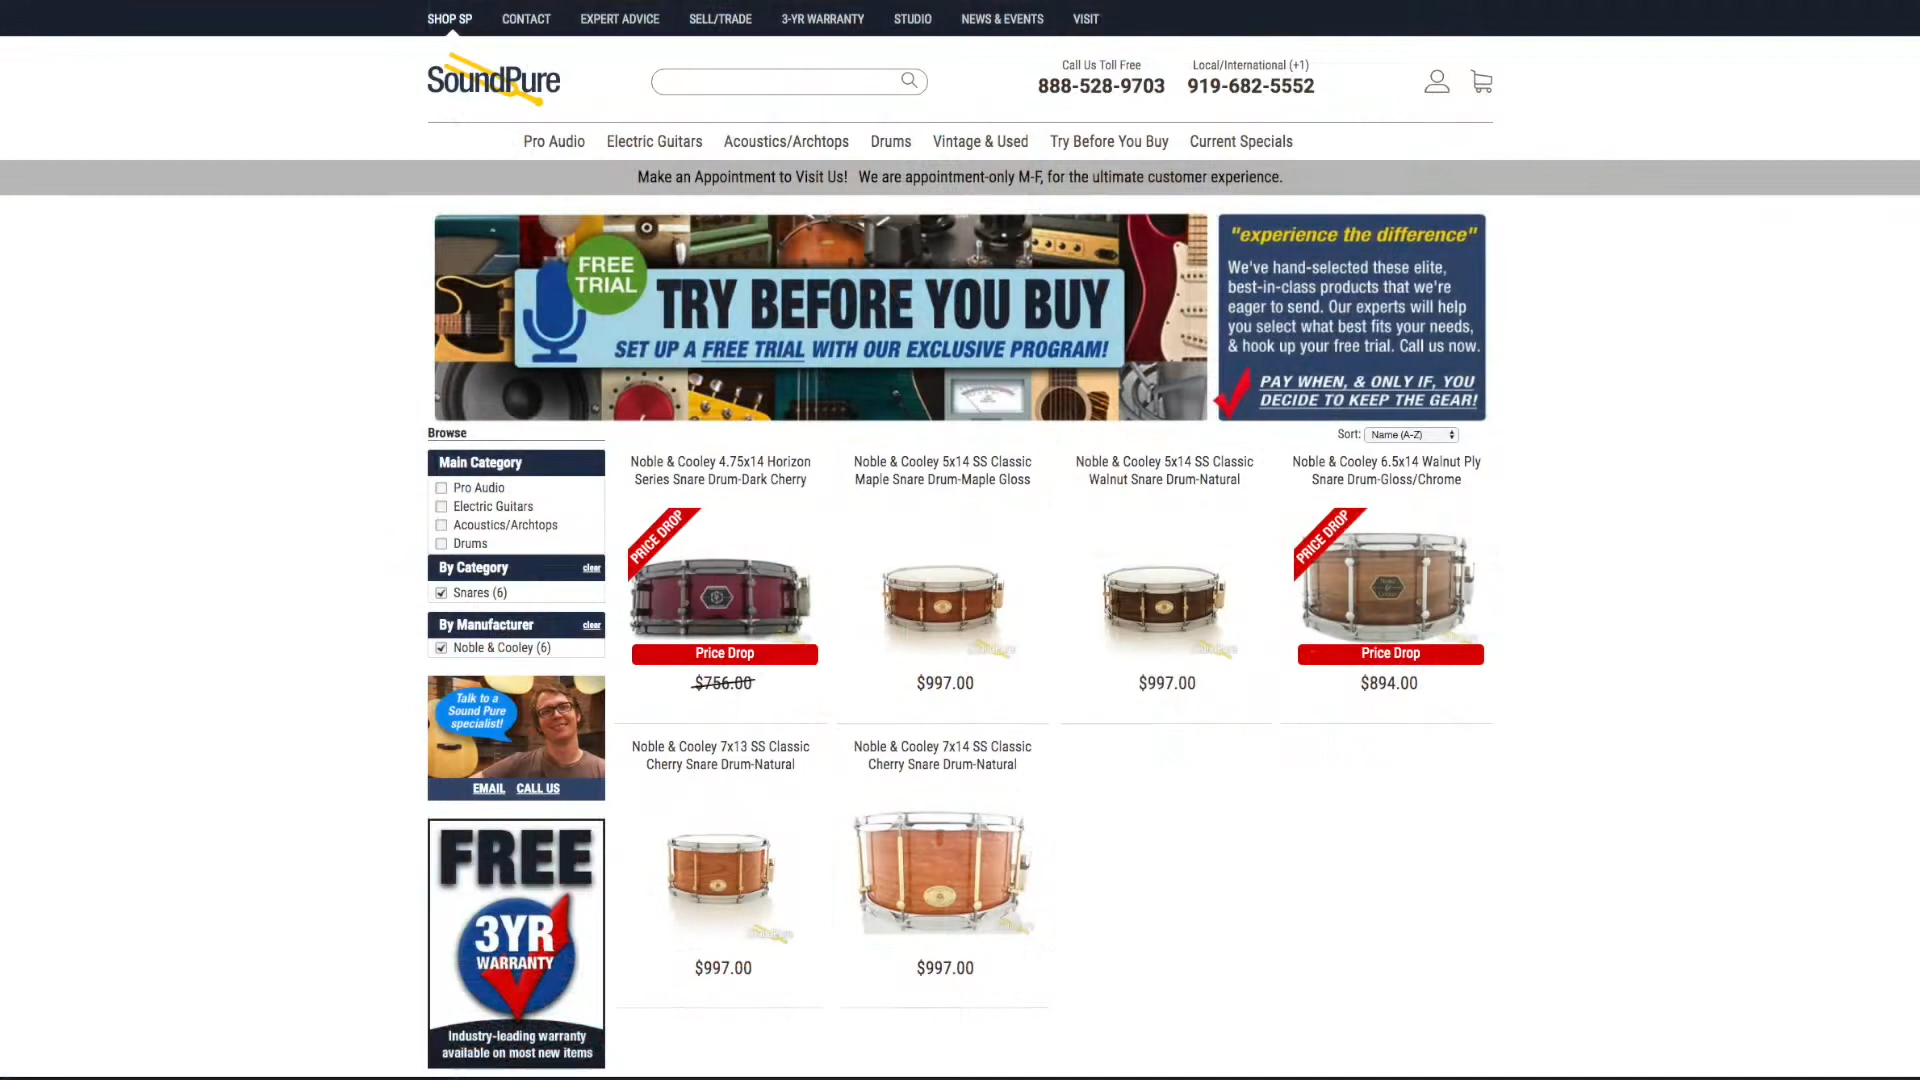 SHOP SP CONTACT EXPERT ADVICE SELL/TRADE 3-YR WARRANTY STUDIO NEWS & EVENTS VISIT
SoundPure
Call Us Toll Free
888-528-9703
Local/International (+1)
919-682-5552
Pro Audio Electric Guitars Acoustics/Archtops Drums Vintage & Used Try Before You Buy Current Specials
Make an Appointment to Visit Us! We are appointment-only M-F, for the ultimate customer experience.
FREE
TRIAL
TRY BEFORE YOU BUY
SET UP A FREE TRIAL WITH OUR EXCLUSIVE PROGRAM!
"experience the difference"
We've hand-selected these elite,
best-in-class products that we're
eager to send. Our experts will help
you select what best fits your needs,
& hook up your free trial. Call us now.
PAY WHEN, & ONLY IF, YOU
DECIDE TO KEEP THE GEAR!
Browse
Main Category
Pro Audio
Electric Guitars
Acoustics/Archtops
Drums
By Category clear
Snares (6)
By Manufacturer clear
Noble & Cooley (6)
Talk to a
Sound Pure
specialist!
EMAIL CALL US
FREE
3YR
WARRANTY
Industry-leading warranty
available on most new items
Sort: Name (A-Z)
Noble & Cooley 4.75x14 Horizon
Series Snare Drum-Dark Cherry
PRICE DROP
Price Drop
$756.00
Noble & Cooley 5x14 SS Classic
Maple Snare Drum-Maple Gloss
SoundPure
$997.00
Noble & Cooley 5x14 SS Classic
Walnut Snare Drum-Natural
SoundPure
$997.00
Noble & Cooley 6.5x14 Walnut Ply
Snare Drum-Gloss/Chrome
PRICE DROP
Price Drop
$894.00
Noble & Cooley 7x13 SS Classic
Cherry Snare Drum-Natural
SoundPure
$997.00
Noble & Cooley 7x14 SS Classic
Cherry Snare Drum-Natural
SoundPure
$997.00